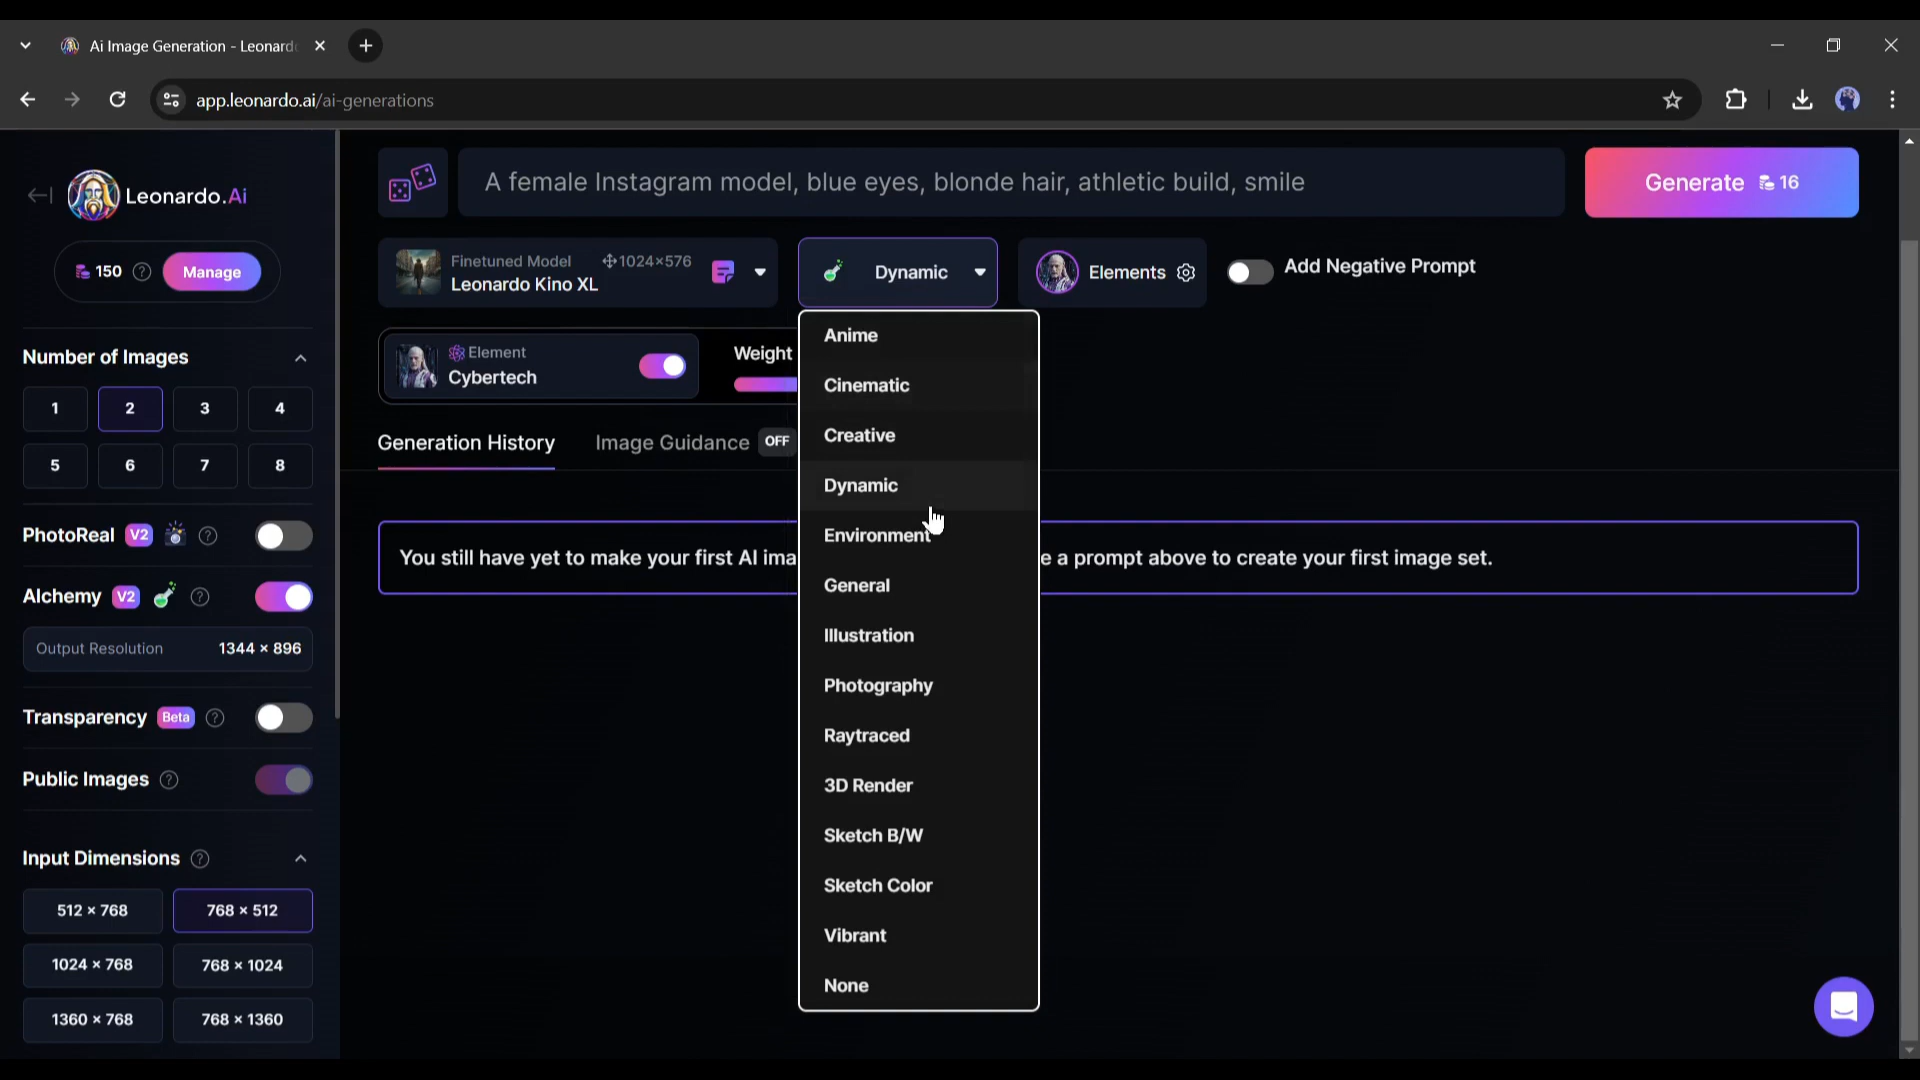 Ai Image Generation - Leonard
app.leonardo.ai/ai-generations
Leonardo.Ai
150
Manage
Number of Images
1 2 3 4
5 6 7 8
PhotoReal V2
Alchemy V2
Output Resolution 1344 × 896
Transparency Beta
Public Images
Input Dimensions
512 × 768 768 × 512
1024 × 768 768 × 1024
1360 × 768 768 × 1360
A female Instagram model, blue eyes, blonde hair, athletic build, smile
Generate 16
Finetuned Model 1024×576
Leonardo Kino XL
Dynamic
Elements
Add Negative Prompt
Element
Cybertech
Weight
Generation History
Image Guidance OFF
You still have yet to make your first AI ima
e a prompt above to create your first image set.
Anime
Cinematic
Creative
Dynamic
Environment
General
Illustration
Photography
Raytraced
3D Render
Sketch B/W
Sketch Color
Vibrant
None